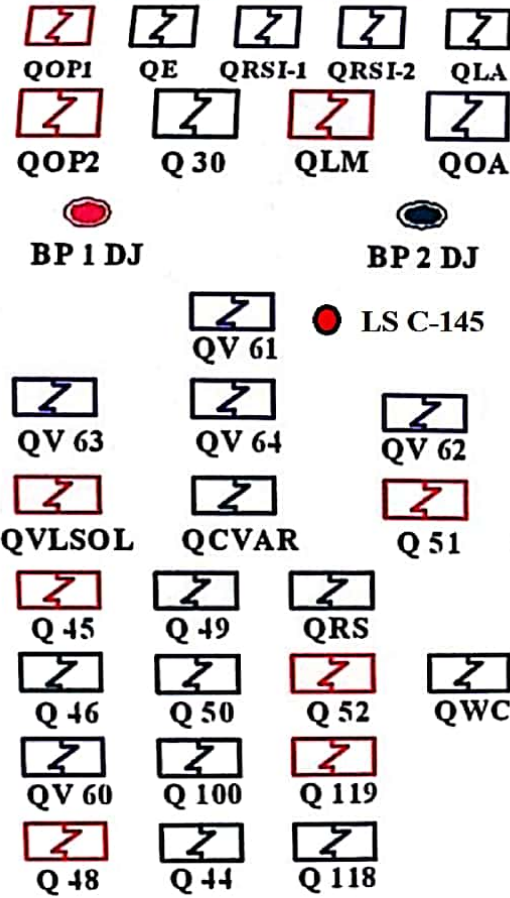 QOP1 QE QRSI-1 QRSI-2 QLA
QOP2 Q 30 QLM QOA
BP 1 DJ BP 2 DJ
LS C-145
QV 61
QV 63 QV 64 QV 62
QVLSOL QCVAR Q 51
Q 45 Q 49 QRS
Q 46 Q 50 Q 52 QWC
QV 60 Q 100 Q 119
Q 48 Q 44 Q 118